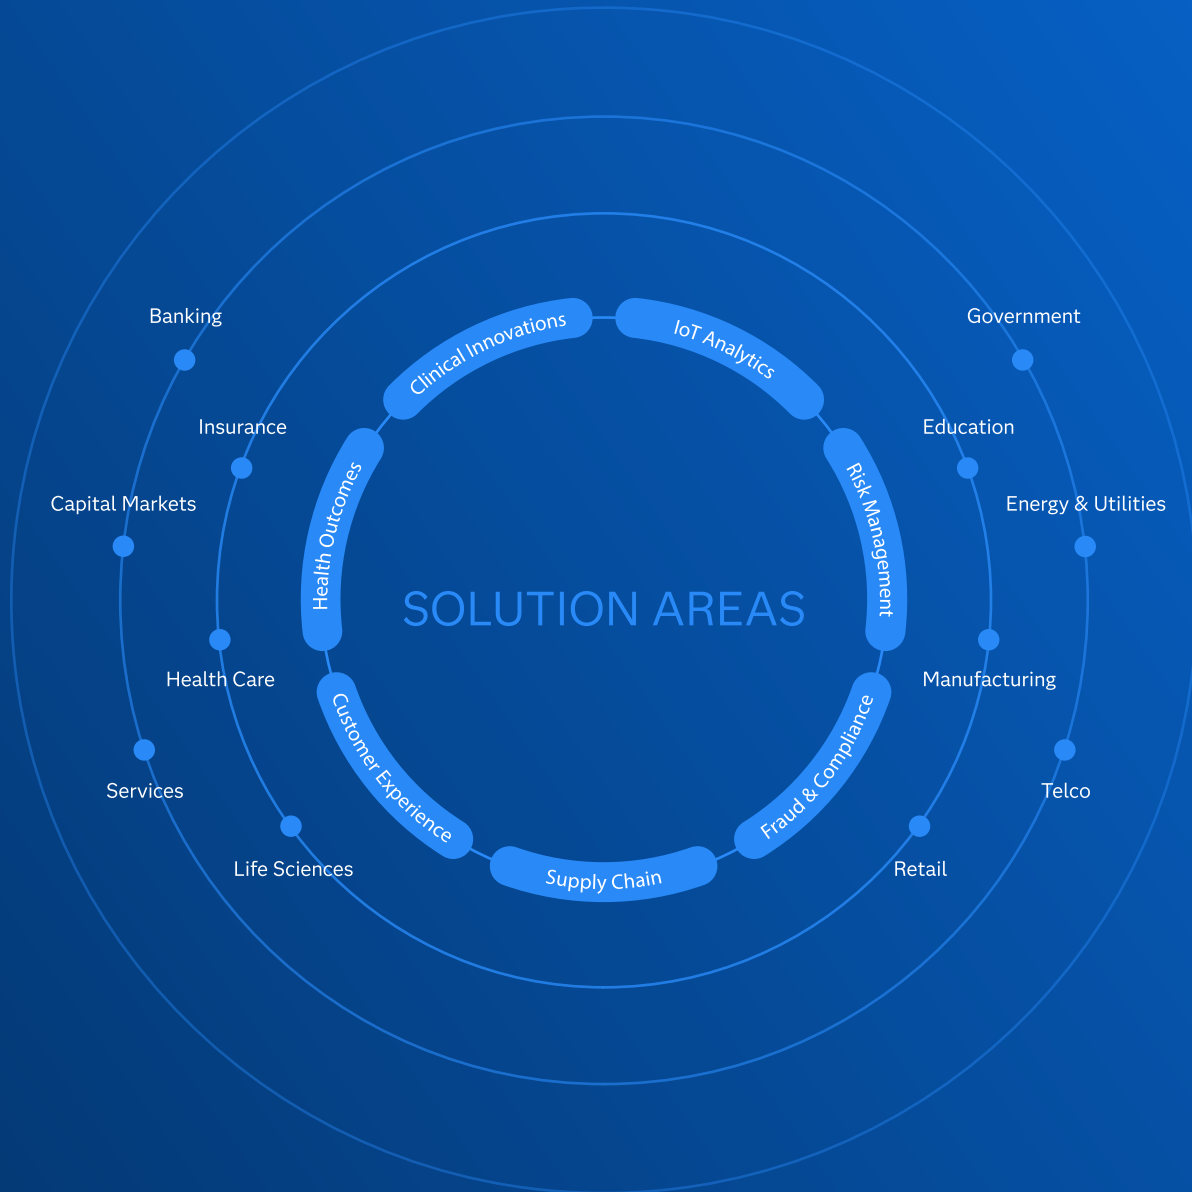 Banking
Government
Clinical Innovations
IoT Analytics
Insurance
Education
Capital Markets
Energy & Utilities
Health Outcomes
Risk Management
SOLUTION AREAS
Health Care
Manufacturing
Customer Experience
Fraud & Compliance
Services
Telco
Life Sciences
Retail
Supply Chain